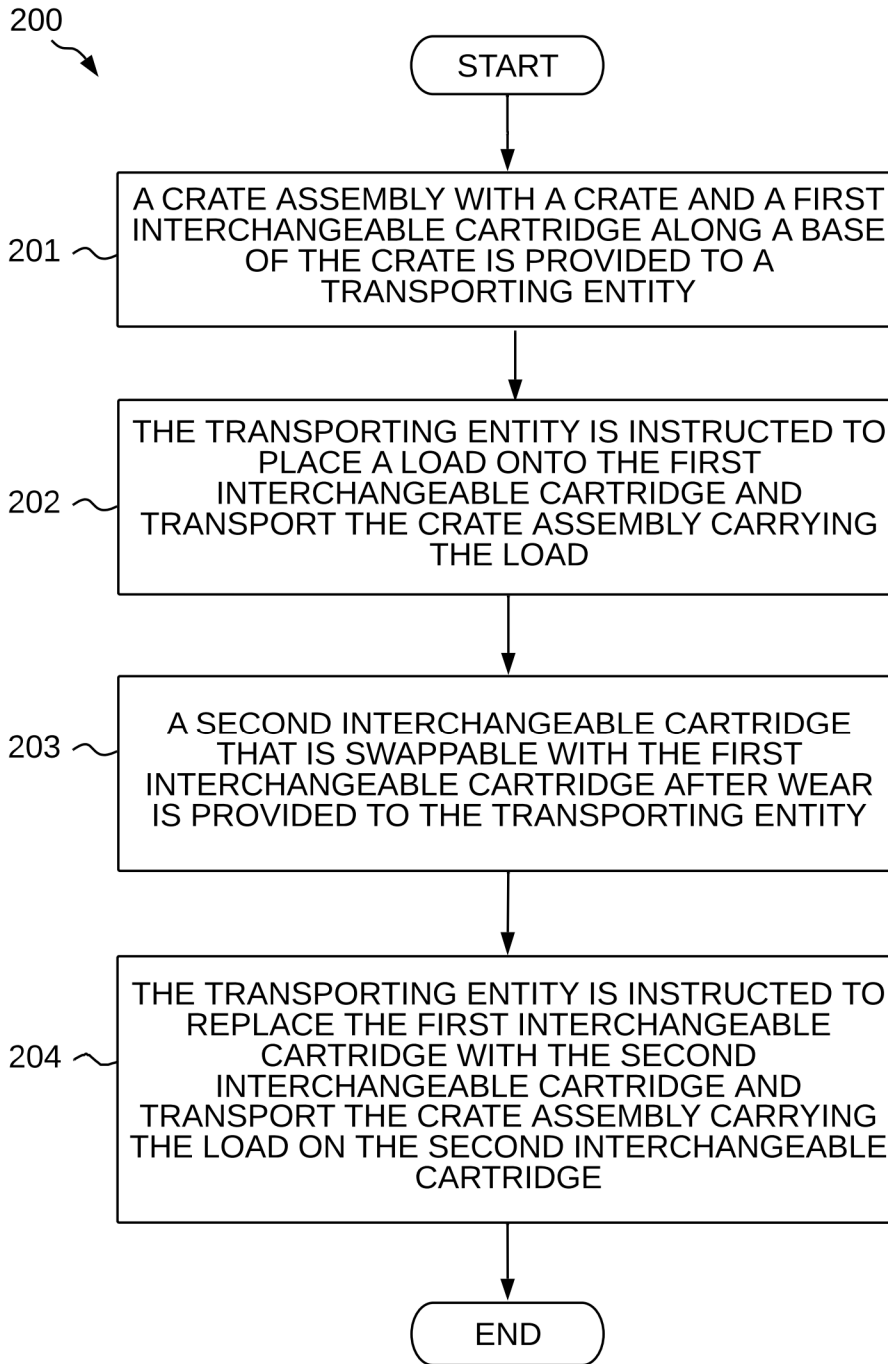 200
START
201
A CRATE ASSEMBLY WITH A CRATE AND A FIRST
INTERCHANGEABLE CARTRIDGE ALONG A BASE
OF THE CRATE IS PROVIDED TO A
TRANSPORTING ENTITY
202
THE TRANSPORTING ENTITY IS INSTRUCTED TO
PLACE A LOAD ONTO THE FIRST
INTERCHANGEABLE CARTRIDGE AND
TRANSPORT THE CRATE ASSEMBLY CARRYING
THE LOAD
203
A SECOND INTERCHANGEABLE CARTRIDGE
THAT IS SWAPPABLE WITH THE FIRST
INTERCHANGEABLE CARTRIDGE AFTER WEAR
IS PROVIDED TO THE TRANSPORTING ENTITY
204
THE TRANSPORTING ENTITY IS INSTRUCTED TO
REPLACE THE FIRST INTERCHANGEABLE
CARTRIDGE WITH THE SECOND
INTERCHANGEABLE CARTRIDGE AND
TRANSPORT THE CRATE ASSEMBLY CARRYING
THE LOAD ON THE SECOND INTERCHANGEABLE
CARTRIDGE
END